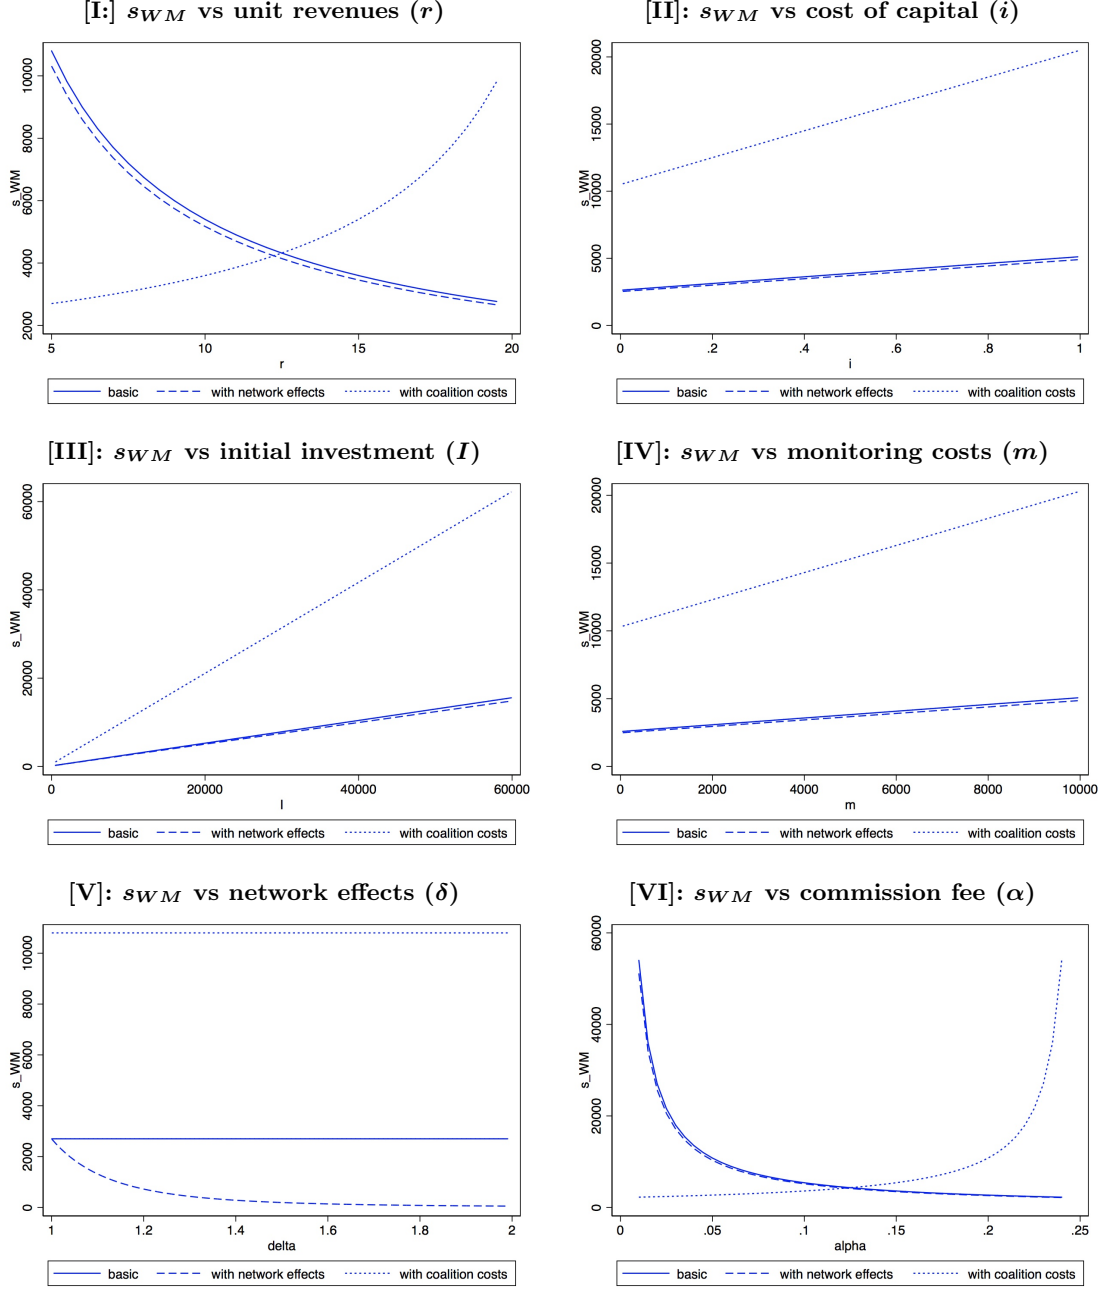 [I:] s_WM vs unit revenues (r)
s_WM
10000
8000
6000
4000
2000
5 10 15 20
r
basic with network effects with coalition costs
[II]: s_WM vs cost of capital (i)
s_WM
20000
15000
10000
5000
0
0 .2 .4 .6 .8 1
i
basic with network effects with coalition costs
[III]: s_WM vs initial investment (I)
s_WM
60000
40000
20000
0
0 20000 40000 60000
I
basic with network effects with coalition costs
[IV]: s_WM vs monitoring costs (m)
s_WM
20000
15000
10000
5000
0
0 2000 4000 6000 8000 10000
m
basic with network effects with coalition costs
[V]: s_WM vs network effects (δ)
s_WM
10000
8000
6000
4000
2000
0
1 1.2 1.4 1.6 1.8 2
delta
basic with network effects with coalition costs
[VI]: s_WM vs commission fee (α)
s_WM
60000
40000
20000
0
0 .05 .1 .15 .2 .25
alpha
basic with network effects with coalition costs